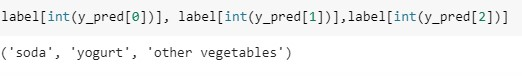 label[int(y_pred[0])], label[int(y_pred[1])],label[int(y_pred[2])]
('soda', 'yogurt', 'other vegetables')